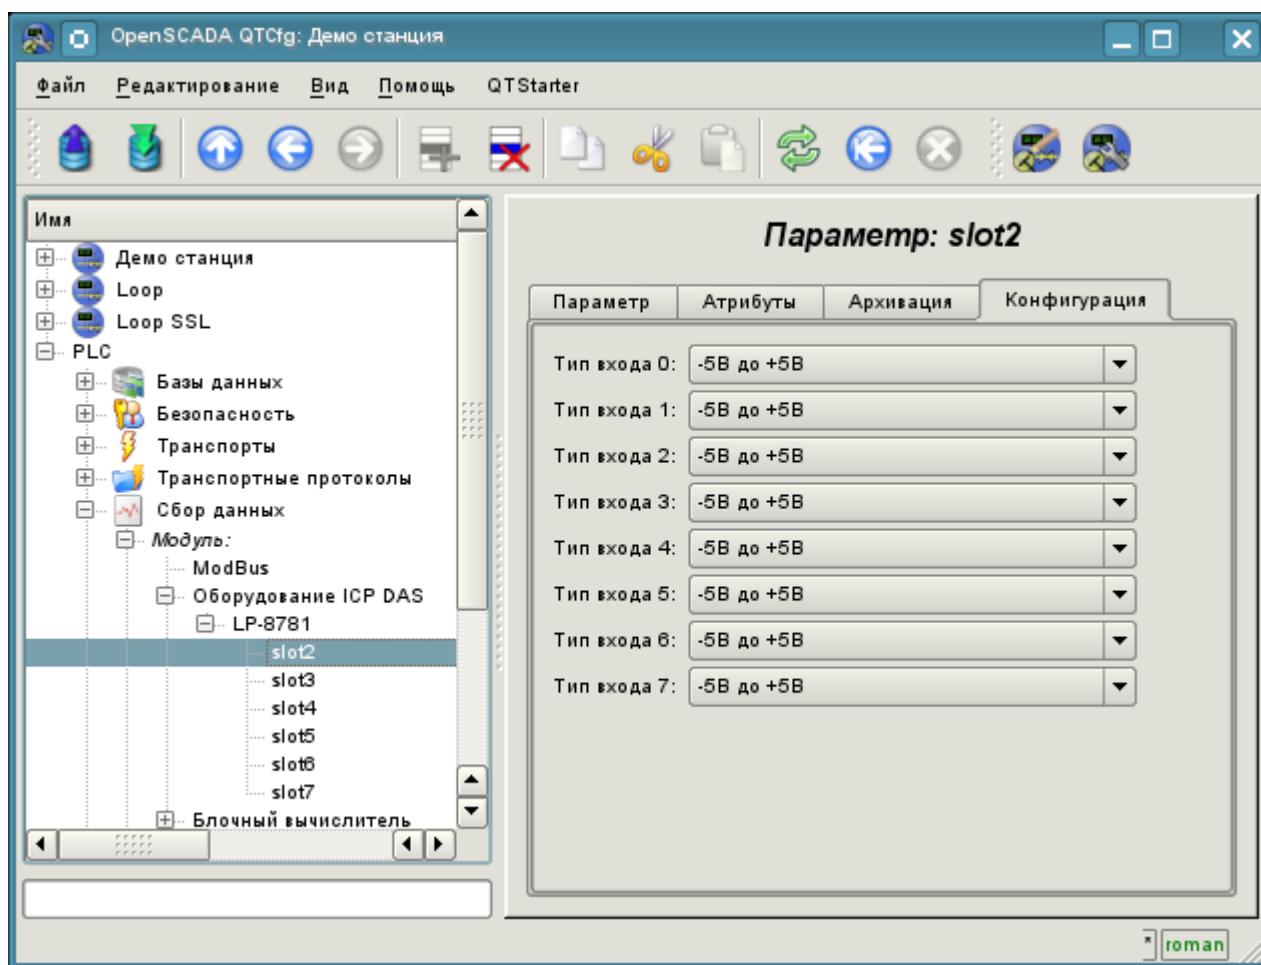 OpenSCADA QTCfg: Демо станция
Файл Редактирование Вид Помощь QTStarter
Имя
Демо станция
Loop
Loop SSL
PLC
Базы данных
Безопасность
Транспорты
Транспортные протоколы
Сбор данных
Модуль:
ModBus
Оборудование ICP DAS
LP-8781
slot2
slot3
slot4
slot5
slot6
slot7
Блочный вычислитель
Параметр: slot2
Параметр Атрибуты Архивация Конфигурация
Тип входа 0: -5В до +5В
Тип входа 1: -5В до +5В
Тип входа 2: -5В до +5В
Тип входа 3: -5В до +5В
Тип входа 4: -5В до +5В
Тип входа 5: -5В до +5В
Тип входа 6: -5В до +5В
Тип входа 7: -5В до +5В
* roman